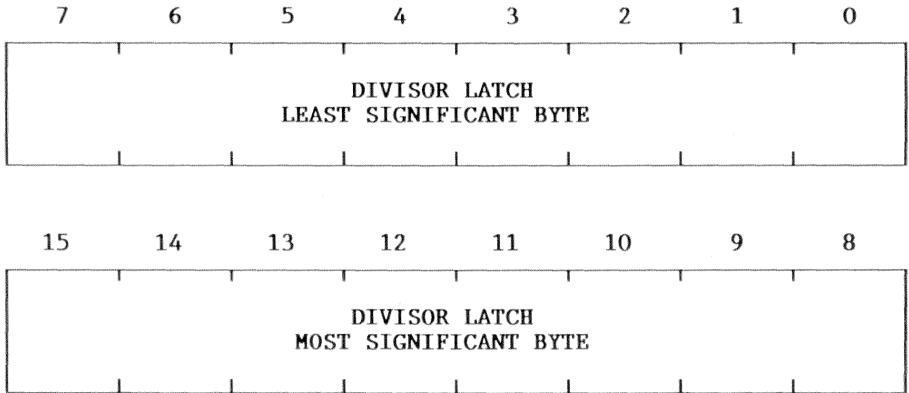 7 6 5 4 3 2 1 0
DIVISOR LATCH
LEAST SIGNIFICANT BYTE
15 14 13 12 11 10 9 8
DIVISOR LATCH
MOST SIGNIFICANT BYTE